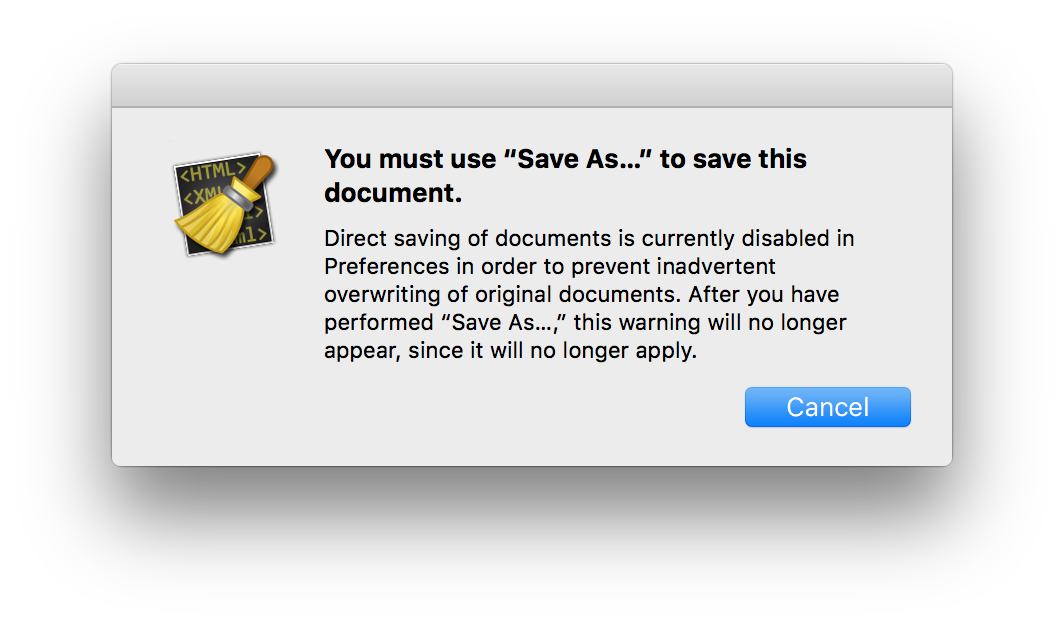 <HTML>
<XML
ml>
You must use “Save As…” to save this
document.
Direct saving of documents is currently disabled in
Preferences in order to prevent inadvertent
overwriting of original documents. After you have
performed “Save As…,” this warning will no longer
appear, since it will no longer apply.
Cancel